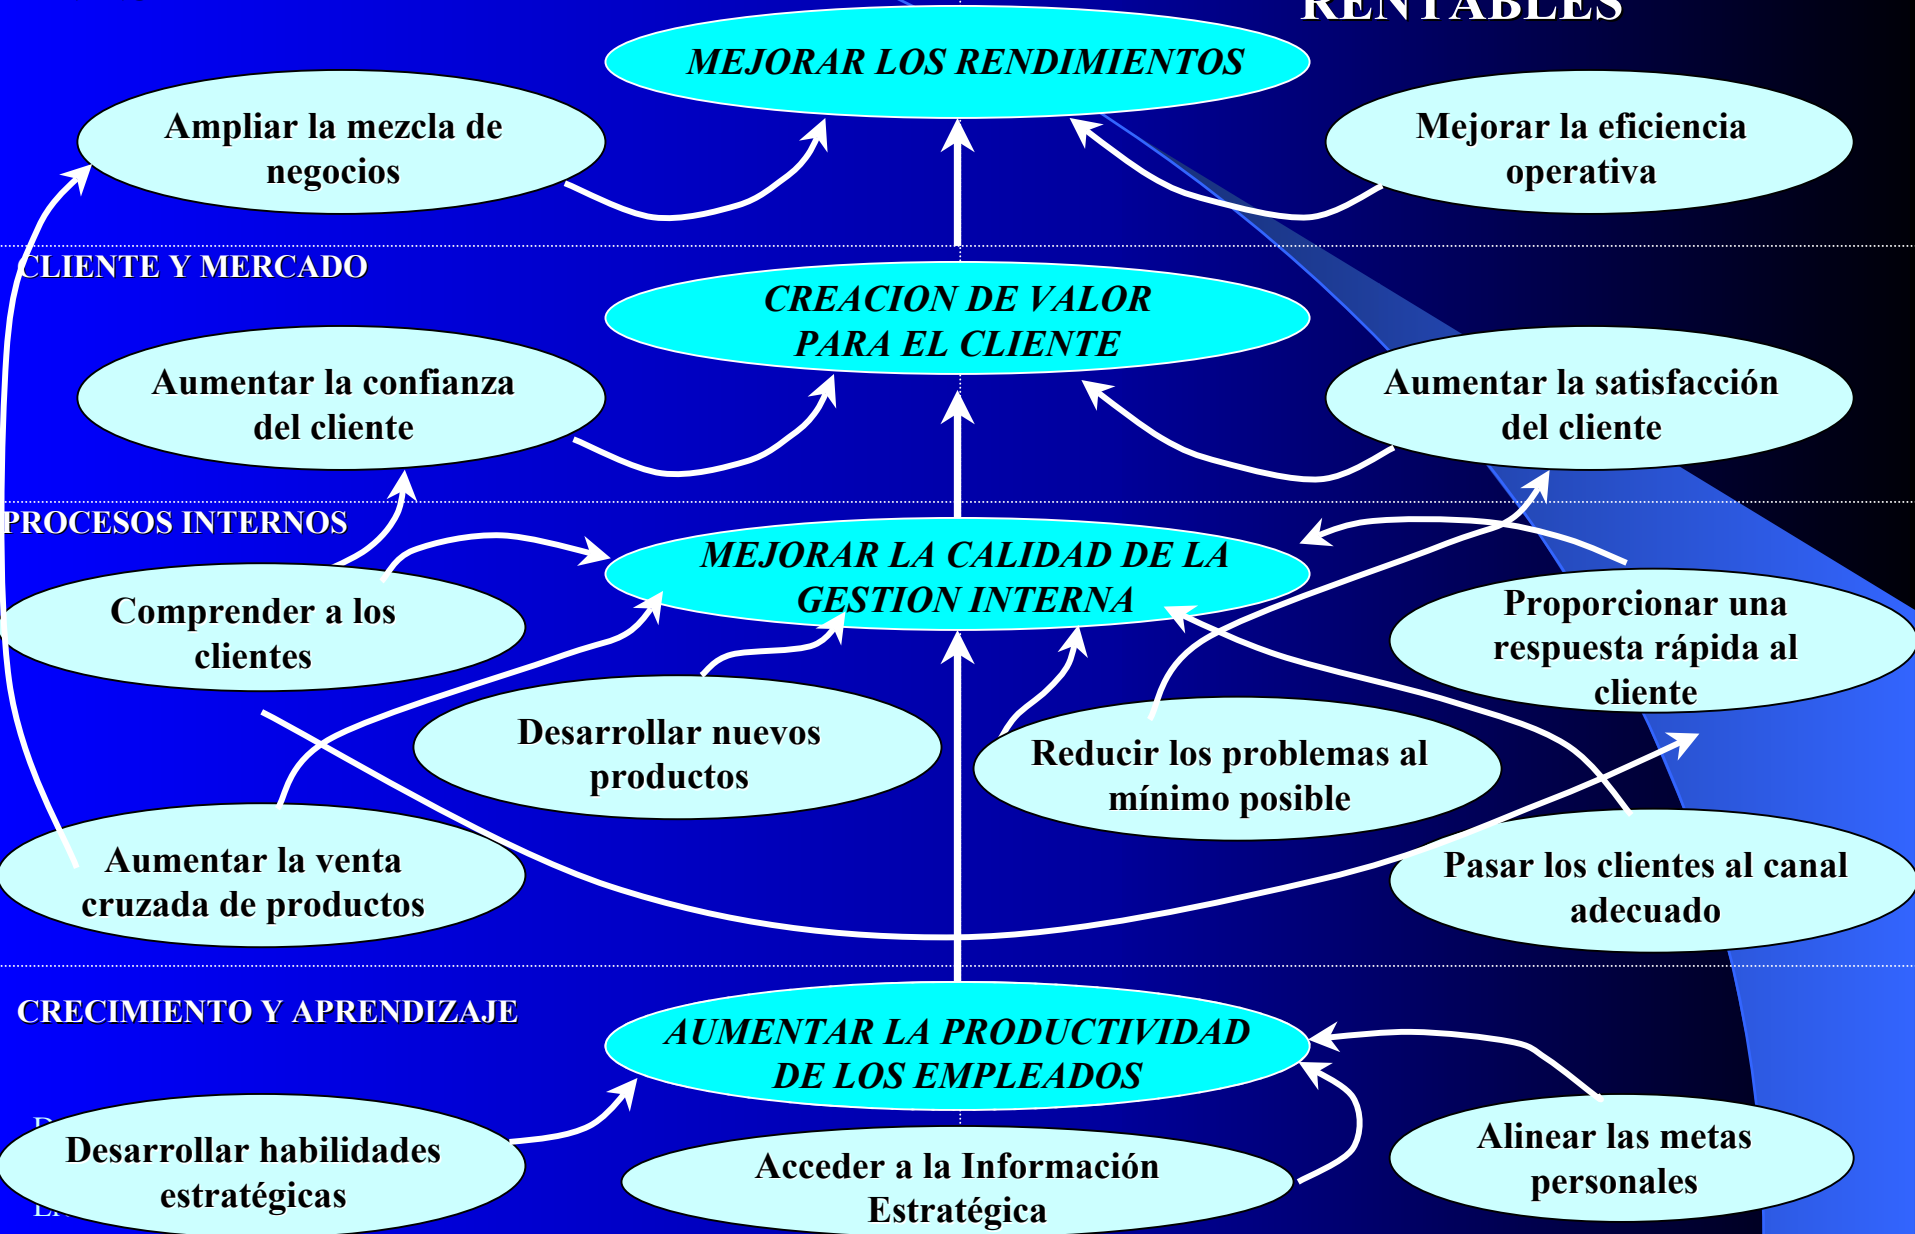 RENTABLES
MEJORAR LOS RENDIMIENTOS
Ampliar la mezcla de
negocios
Mejorar la eficiencia
operativa
CLIENTE Y MERCADO
CREACION DE VALOR
PARA EL CLIENTE
Aumentar la confianza
del cliente
Aumentar la satisfacción
del cliente
PROCESOS INTERNOS
MEJORAR LA CALIDAD DE LA
GESTION INTERNA
Comprender a los
clientes
Proporcionar una
respuesta rápida al
cliente
Desarrollar nuevos
productos
Reducir los problemas al
mínimo posible
Aumentar la venta
cruzada de productos
Pasar los clientes al canal
adecuado
CRECIMIENTO Y APRENDIZAJE
AUMENTAR LA PRODUCTIVIDAD
DE LOS EMPLEADOS
Desarrollar habilidades
estratégicas
Acceder a la Información
Estratégica
Alinear las metas
personales